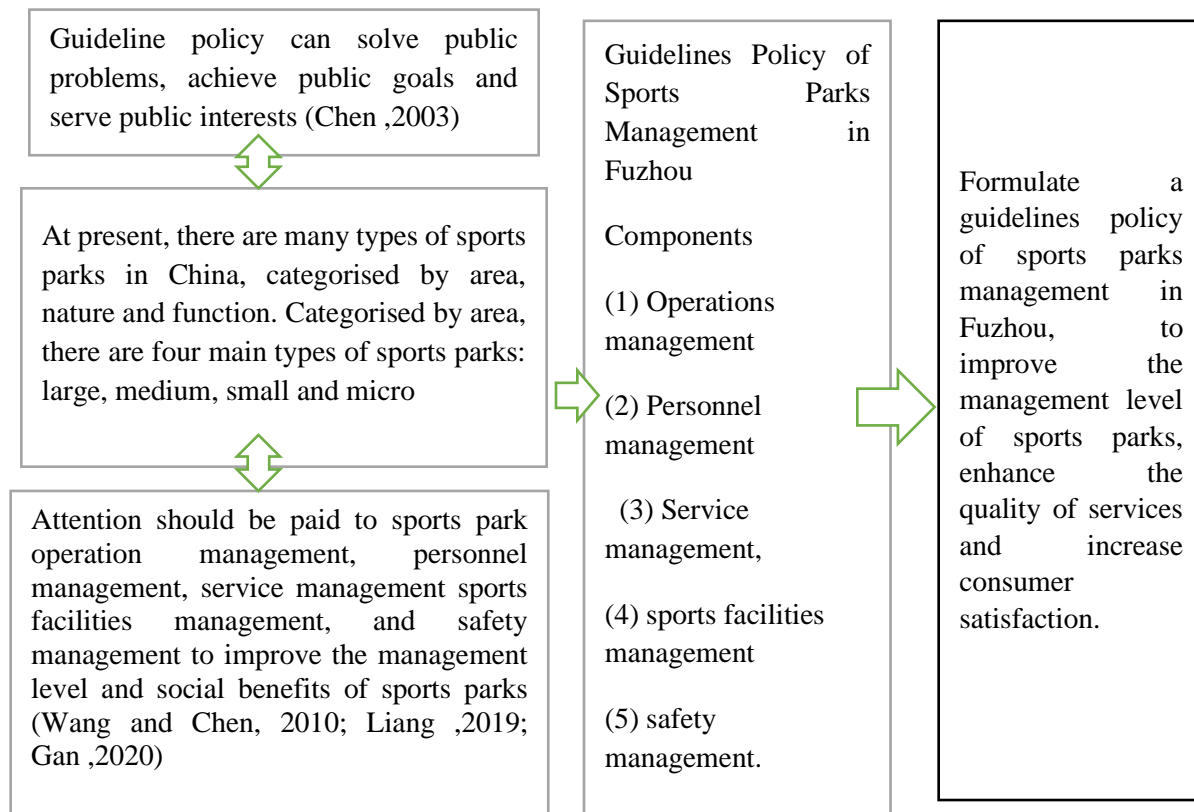 Guideline policy can solve public
problems, achieve public goals and
serve public interests (Chen ,2003)
At present, there are many types of sports
parks in China, categorised by area,
nature and function. Categorised by area,
there are four main types of sports parks:
large, medium, small and micro
Attention should be paid to sports park
operation management, personnel
management, service management sports
facilities management, and safety
management to improve the management
level and social benefits of sports parks
(Wang and Chen, 2010; Liang ,2019;
Gan ,2020)
Guidelines Policy of
Sports Parks
Management in
Fuzhou
Components
(1) Operations
management
(2) Personnel
management
(3) Service
management,
(4) sports facilities
management
(5) safety
management.
Formulate a
guidelines policy
of sports parks
management in
Fuzhou, to
improve the
management level
of sports parks,
enhance the
quality of services
and increase
consumer
satisfaction.